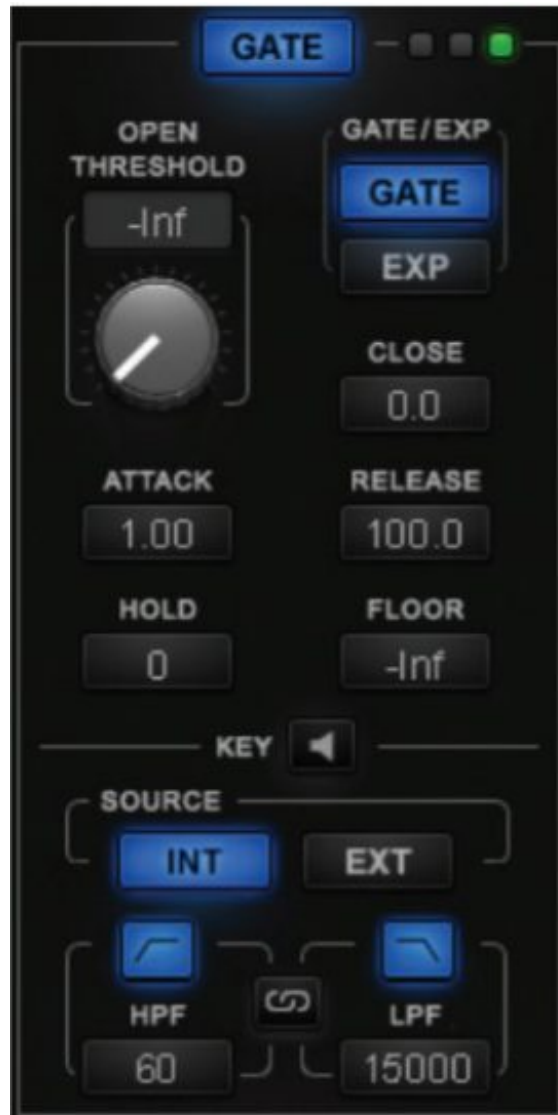 GATE
OPEN
THRESHOLD
-Inf
GATE/EXP
GATE
EXP
CLOSE
0.0
ATTACK
1.00
RELEASE
100.0
HOLD
0
FLOOR
-Inf
KEY
SOURCE
INT
EXT
HPF
60
LPF
15000